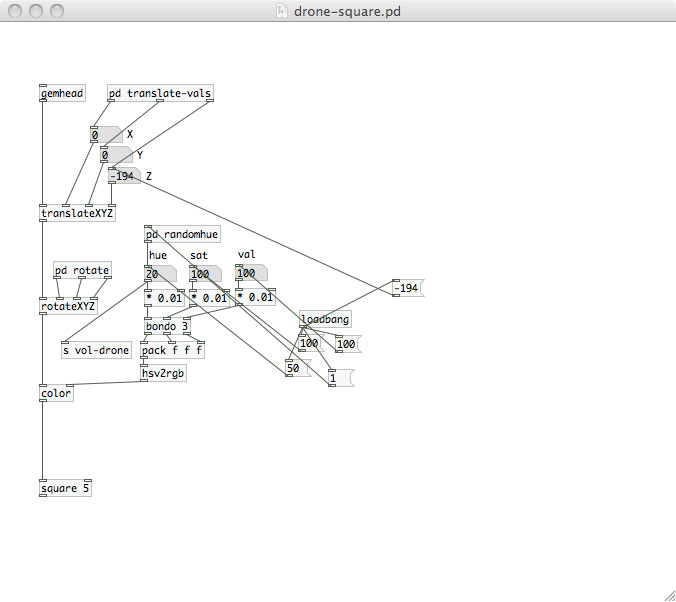 drone-square.pd
gemhead
pd translate-vals
0 X
0 Y
-194 Z
translateXYZ
pd randomhue
hue sat val
pd rotate
20 100 100
-194
* 0.01 * 0.01 * 0.01
rotateXYZ
loadbang
bondo 3
s vol-drone
pack f f f
100
100
hsv2rgb
50
1
color
square 5